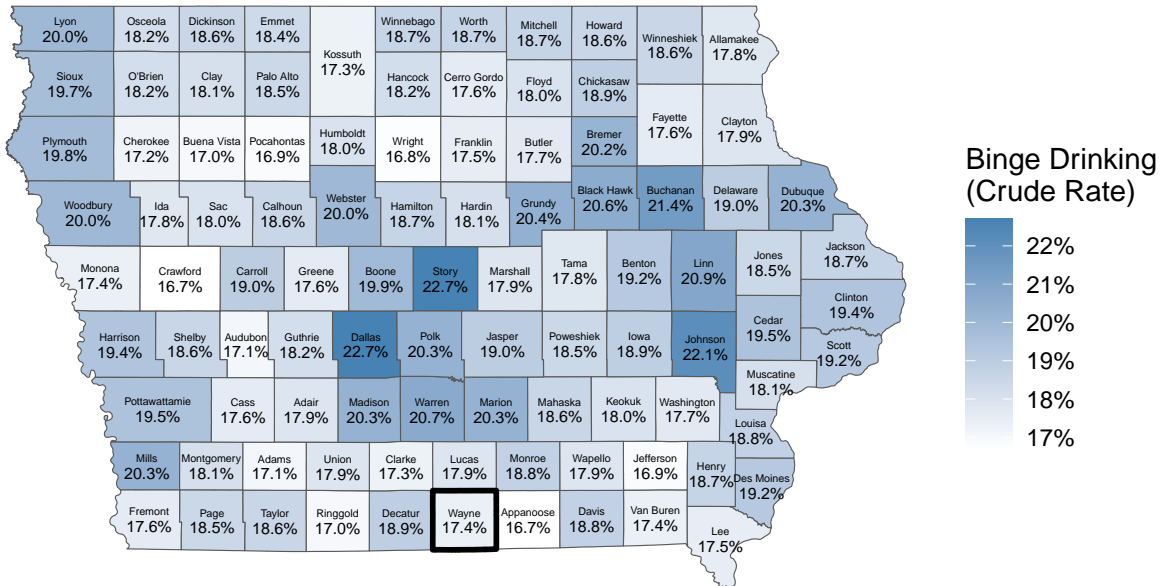 Lyon
20.0%
Osceola
18.2%
Dickinson
18.6%
Emmet
18.4%
Kossuth
17.3%
Winnebago
18.7%
Worth
18.7%
Mitchell
18.7%
Howard
18.6%
Winneshiek
18.6%
Allamakee
17.8%
Sioux
19.7%
O'Brien
18.2%
Clay
18.1%
Palo Alto
18.5%
Hancock
18.2%
Cerro Gordo
17.6%
Floyd
18.0%
Chickasaw
18.9%
Fayette
17.6%
Clayton
17.9%
Plymouth
19.8%
Cherokee
17.2%
Buena Vista
17.0%
Pocahontas
16.9%
Humboldt
18.0%
Wright
16.8%
Franklin
17.5%
Butler
17.7%
Bremer
20.2%
Woodbury
20.0%
Ida
17.8%
Sac
18.0%
Calhoun
18.6%
Webster
20.0%
Hamilton
18.7%
Hardin
18.1%
Grundy
20.4%
Black Hawk
20.6%
Buchanan
21.4%
Delaware
19.0%
Dubuque
20.3%
Monona
17.4%
Crawford
16.7%
Carroll
19.0%
Greene
17.6%
Boone
19.9%
Story
22.7%
Marshall
17.9%
Tama
17.8%
Benton
19.2%
Linn
20.9%
Jones
18.5%
Jackson
18.7%
Clinton
19.4%
Harrison
19.4%
Shelby
18.6%
Audubon
17.1%
Guthrie
18.2%
Dallas
22.7%
Polk
20.3%
Jasper
19.0%
Poweshiek
18.5%
Iowa
18.9%
Johnson
22.1%
Cedar
19.5%
Scott
19.2%
Muscatine
18.1%
Pottawattamie
19.5%
Cass
17.6%
Adair
17.9%
Madison
20.3%
Warren
20.7%
Marion
20.3%
Mahaska
18.6%
Keokuk
18.0%
Washington
17.7%
Louisa
18.8%
Mills
20.3%
Montgomery
18.1%
Adams
17.1%
Union
17.9%
Clarke
17.3%
Lucas
17.9%
Monroe
18.8%
Wapello
17.9%
Jefferson
16.9%
Henry
18.7%
Des Moines
19.2%
Fremont
17.6%
Page
18.5%
Taylor
18.6%
Ringgold
17.0%
Decatur
18.9%
Wayne
17.4%
Appanoose
16.7%
Davis
18.8%
Van Buren
17.4%
Lee
17.5%
Binge Drinking
(Crude Rate)
22%
21%
20%
19%
18%
17%